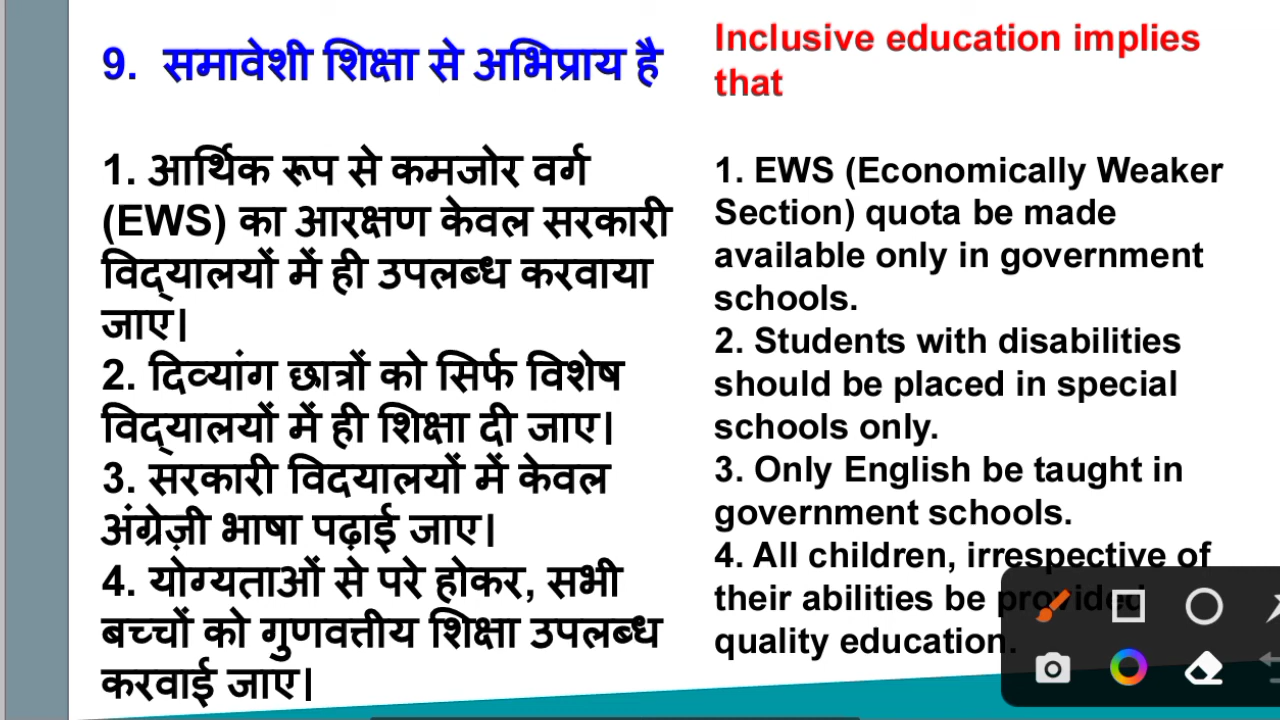 9. समावेशी शिक्षा से अभिप्राय है
1. आर्थिक रूप से कमजोर वर्ग
(EWS) का आरक्षण केवल सरकारी
विद्यालयों में ही उपलब्ध करवाया
जाए।
2. दिव्यांग छात्रों को सिर्फ विशेष
विद्यालयों में ही शिक्षा दी जाए।
3. सरकारी विदयालयों में केवल
अंग्रेज़ी भाषा पढ़ाई जाए।
4. योग्यताओं से परे होकर, सभी
बच्चों को गुणवत्तीय शिक्षा उपलब्ध
करवाई जाए।
Inclusive education implies
that
1. EWS (Economically Weaker
Section) quota be made
available only in government
schools.
2. Students with disabilities
should be placed in special
schools only.
3. Only English be taught in
government schools.
4. All children, irrespective of
their abilities be provided
quality education.